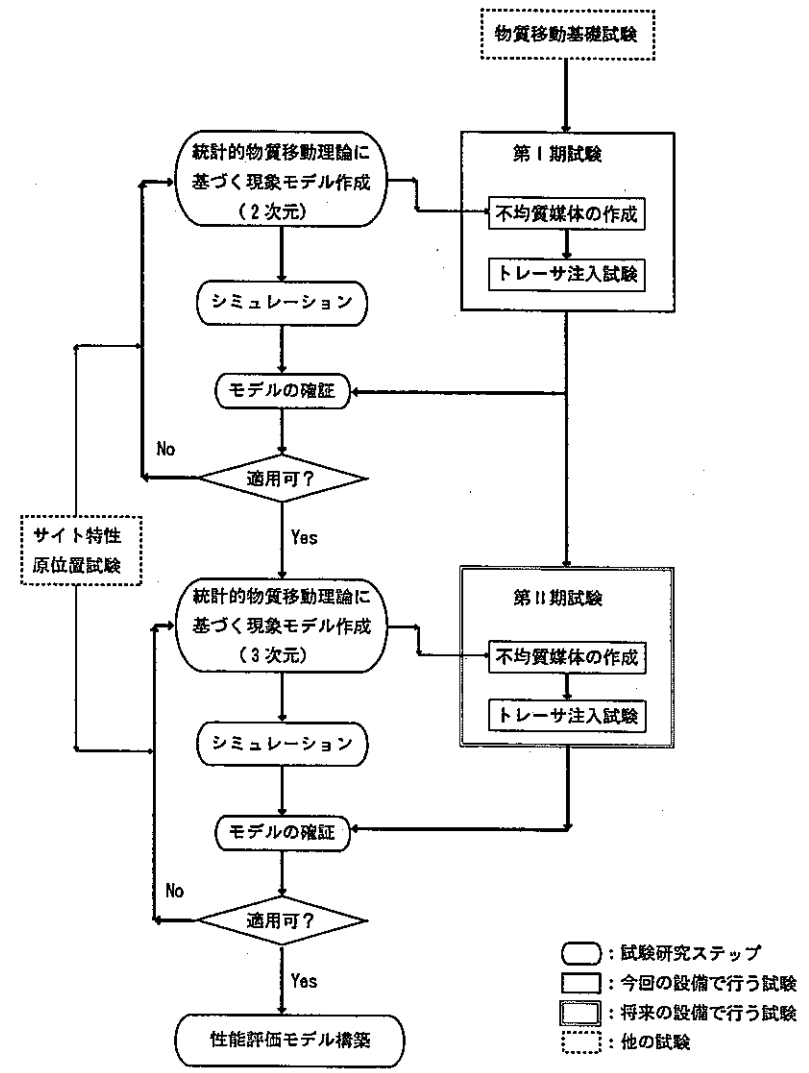 物質移動基礎試験
統計的物質移動理論に
基づく現象モデル作成
(2次元)
第Ⅰ期試験
不均質媒体の作成
トレーサ注入試験
シミュレーション
モデルの確証
No
適用可?
Yes
サイト特性
原位置試験
統計的物質移動理論に
基づく現象モデル作成
(3次元)
第Ⅱ期試験
不均質媒体の作成
トレーサ注入試験
シミュレーション
モデルの確証
No
適用可?
Yes
性能評価モデル構築
:試験研究ステップ
:今回の設備で行う試験
:将来の設備で行う試験
:他の試験